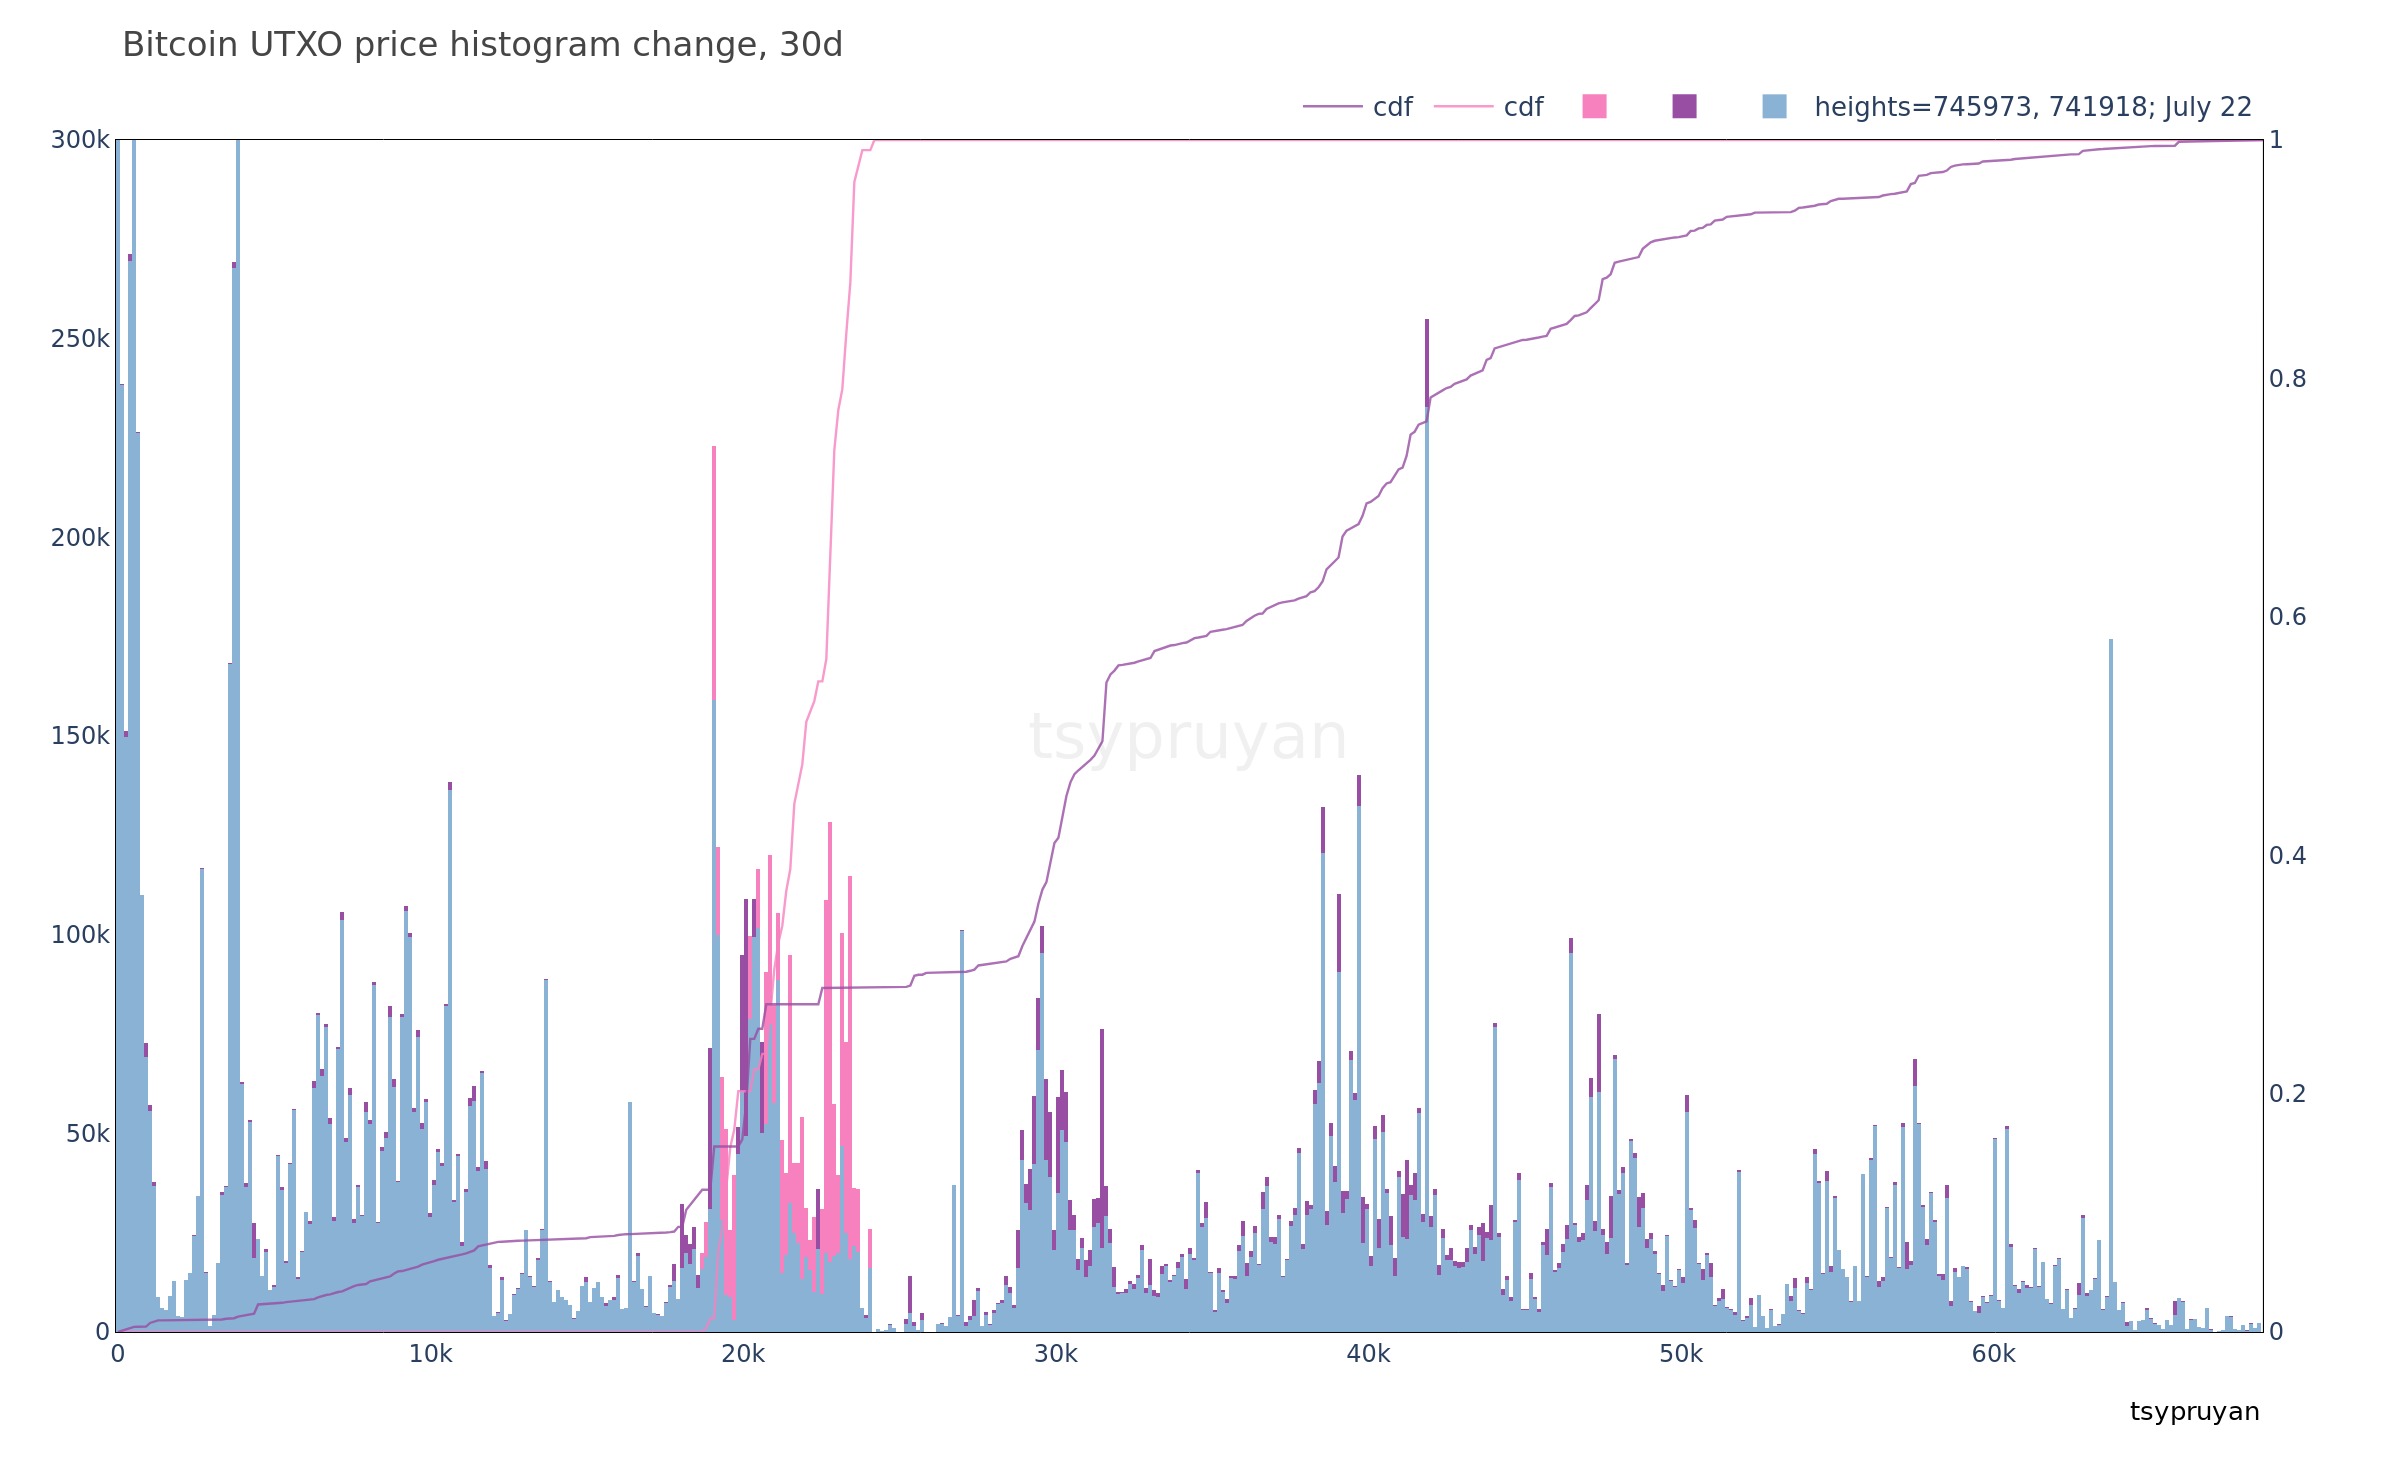 Bitcoin UTXO price histogram change, 30d
cdf cdf heights=745973, 741918; July 22
300k
250k
200k
150k
100k
50k
0
1
0.8
0.6
0.4
0.2
0
tsypruyan
0 10k 20k 30k 40k 50k 60k
tsypruyan